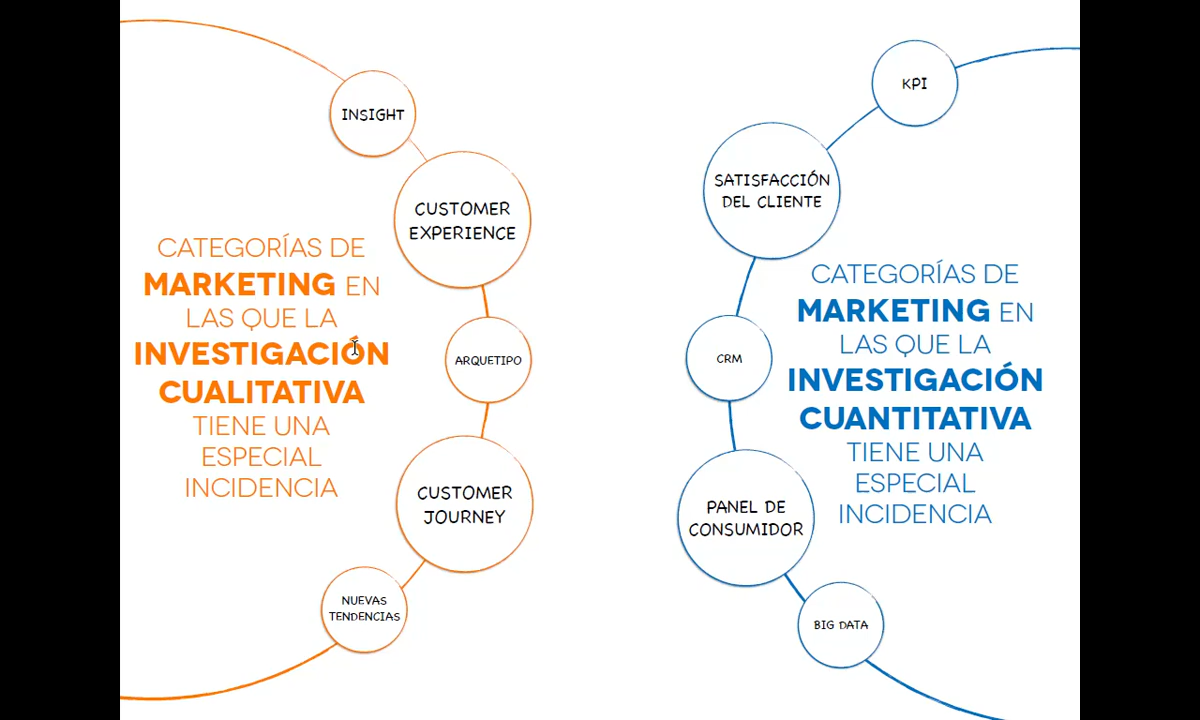 INSIGHT
CUSTOMER
EXPERIENCE
CATEGORÍAS DE
MARKETING EN
LAS QUE LA
INVESTIGACIÓN
CUALITATIVA
TIENE UNA
ESPECIAL
INCIDENCIA
ARQUETIPO
CUSTOMER
JOURNEY
NUEVAS
TENDENCIAS
KPI
SATISFACCIÓN
DEL CLIENTE
CATEGORÍAS DE
MARKETING EN
LAS QUE LA
INVESTIGACIÓN
CUANTITATIVA
TIENE UNA
ESPECIAL
INCIDENCIA
CRM
PANEL DE
CONSUMIDOR
BIG DATA